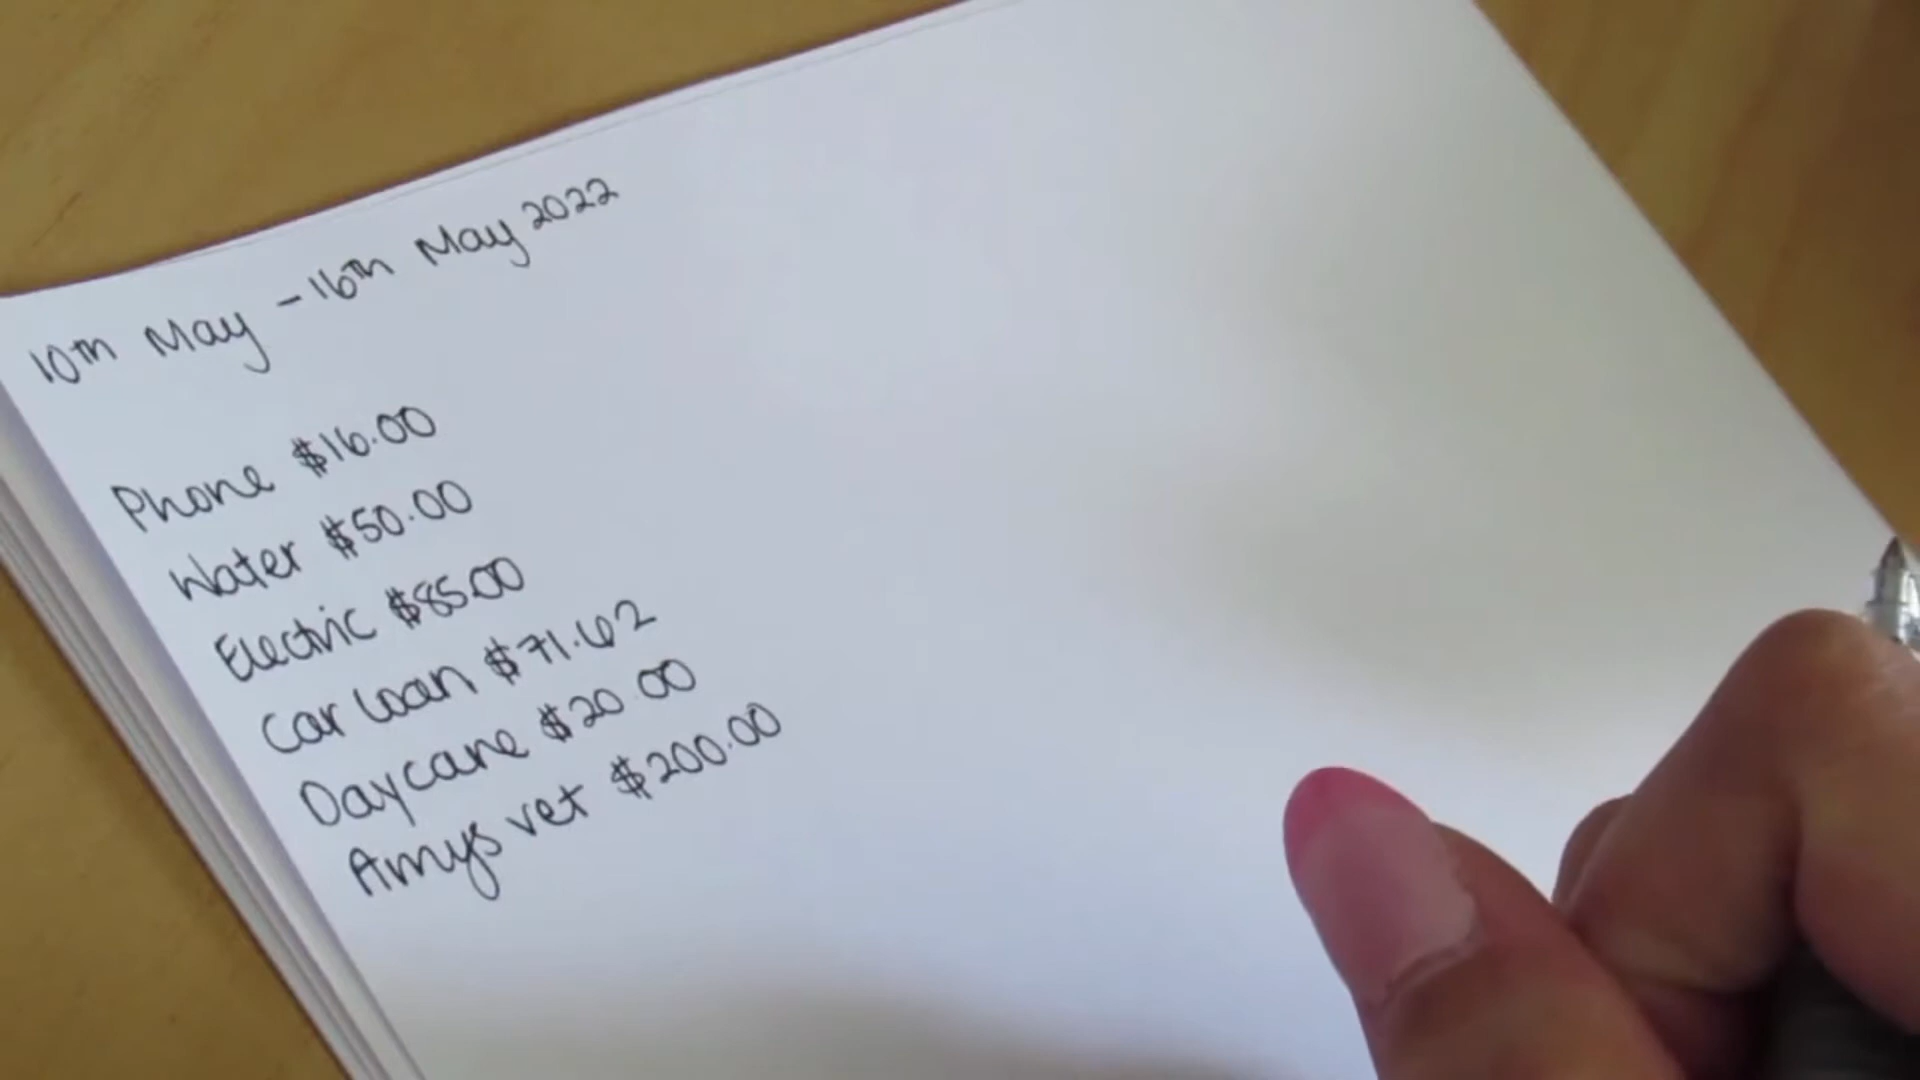 10th May - 16th May 2022
Phone $16.00
Water $50.00
Electric $85.00
Car loan $71.62
Daycare $20.00
Amys vet $200.00